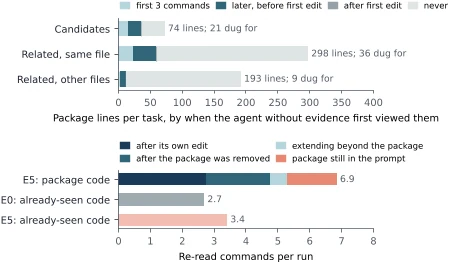 first 3 commands later, before first edit after first edit never
Candidates 74 lines; 21 dug for
Related, same file 298 lines; 36 dug for
Related, other files 193 lines; 9 dug for
0 50 100 150 200 250 300 350 400
Package lines per task, by when the agent without evidence first viewed them
after its own edit extending beyond the package
after the package was removed package still in the prompt
E5: package code 6.9
E0: already-seen code 2.7
E5: already-seen code 3.4
0 1 2 3 4 5 6 7 8
Re-read commands per run